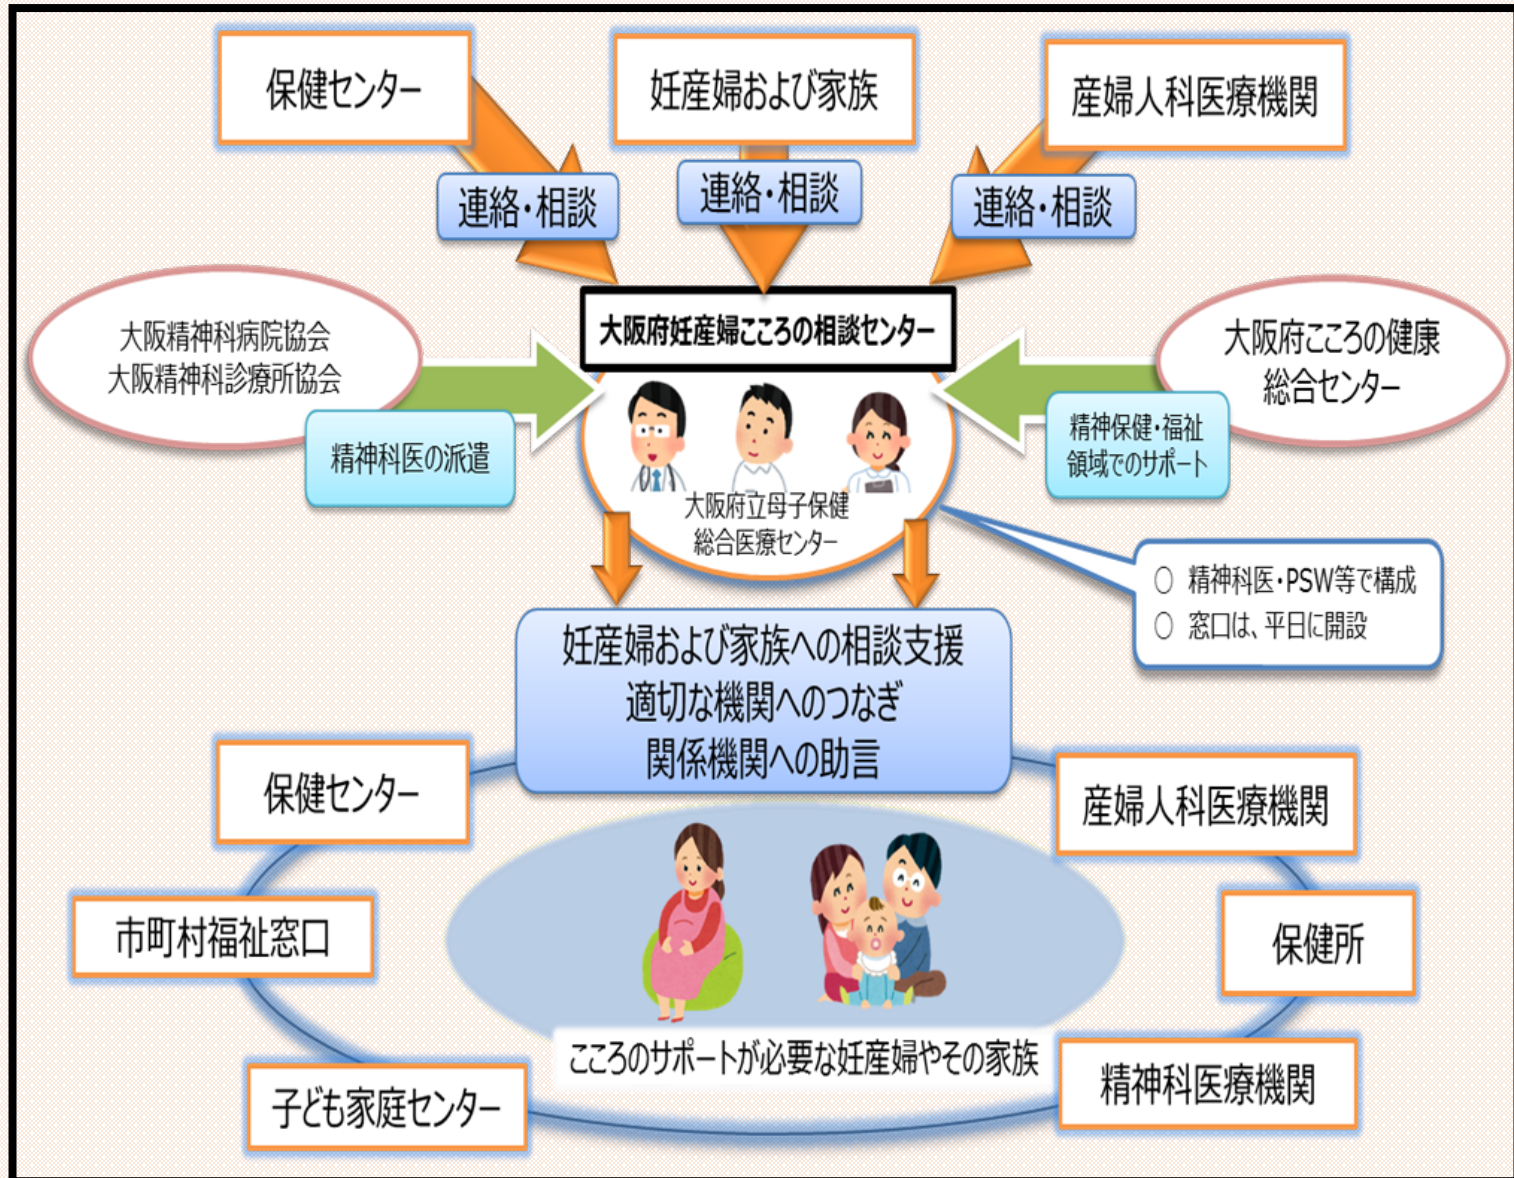 保健センター
妊産婦および家族
産婦人科医療機関
連絡・相談
連絡・相談
連絡・相談
大阪精神科病院協会
大阪精神科診療所協会
精神科医の派遣
大阪府妊産婦こころの相談センター
大阪府立母子保健
総合医療センター
大阪府こころの健康
総合センター
精神保健・福祉
領域でのサポート
○ 精神科医・PSW等で構成
○ 窓口は、平日に開設
妊産婦および家族への相談支援
適切な機関へのつなぎ
関係機関への助言
保健センター
産婦人科医療機関
市町村福祉窓口
保健所
こころのサポートが必要な妊産婦やその家族
子ども家庭センター
精神科医療機関